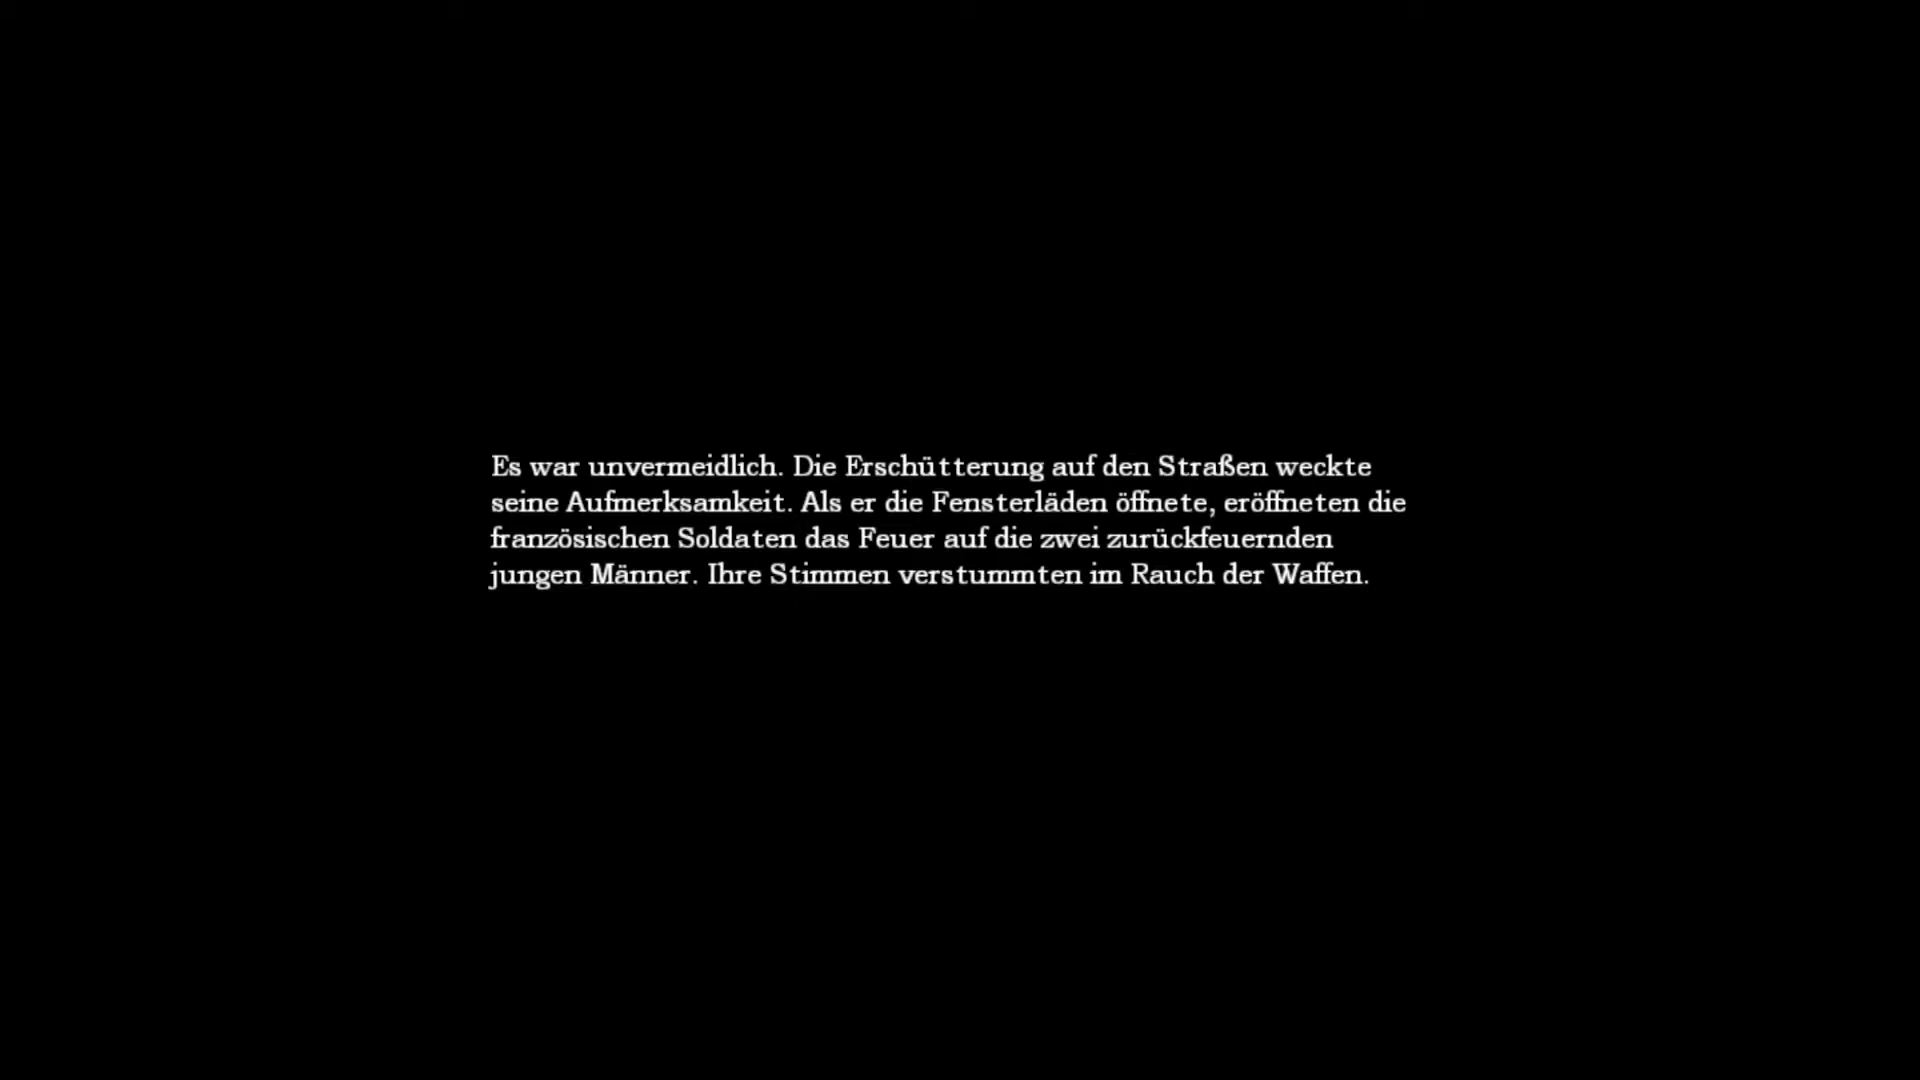 Es war unvermeidlich. Die Erschütterung auf den Straßen weckte
seine Aufmerksamkeit. Als er die Fensterläden öffnete, eröffneten die
französischen Soldaten das Feuer auf die zwei zurückfeuernden
jungen Männer. Ihre Stimmen verstummten im Rauch der Waffen.